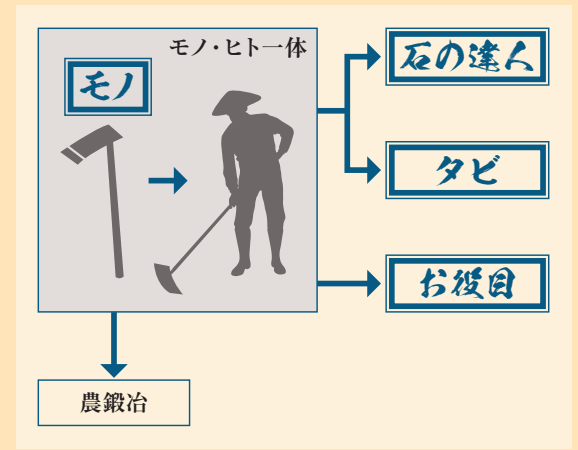 モノ・ヒト一体
モノ
石の達人
タビ
お役目
農鍛冶